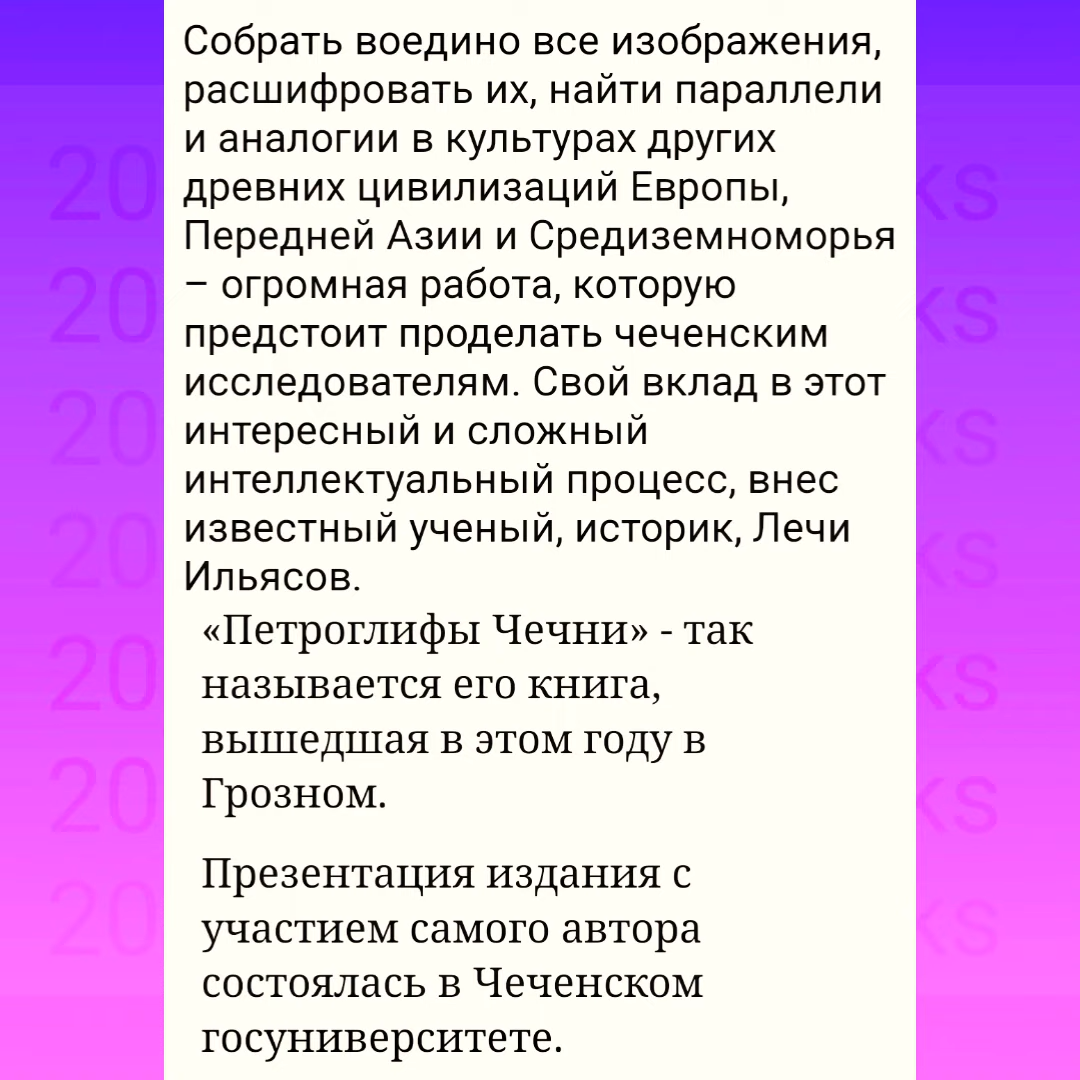 Собрать воедино все изображения,
расшифровать их, найти параллели
и аналогии в культурах других
древних цивилизаций Европы,
Передней Азии и Средиземноморья
– огромная работа, которую
предстоит проделать чеченским
исследователям. Свой вклад в этот
интересный и сложный
интеллектуальный процесс, внес
известный ученый, историк, Лечи
Ильясов.
«Петроглифы Чечни» - так
называется его книга,
вышедшая в этом году в
Грозном.
Презентация издания с
участием самого автора
состоялась в Чеченском
госуниверситете.